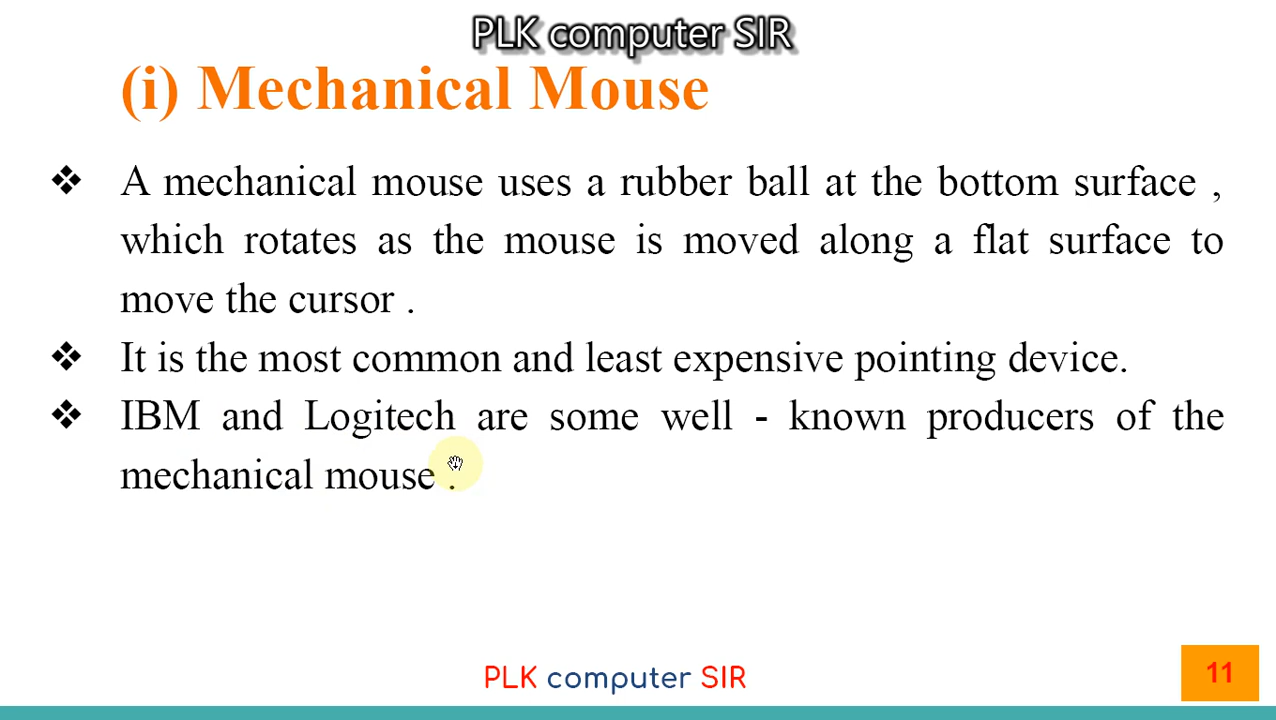 PLK computer SIR
(i) Mechanical Mouse
❖ A mechanical mouse uses a rubber ball at the bottom surface ,
which rotates as the mouse is moved along a flat surface to
move the cursor .
❖ It is the most common and least expensive pointing device.
❖ IBM and Logitech are some well - known producers of the
mechanical mouse .
PLK computer SIR
11